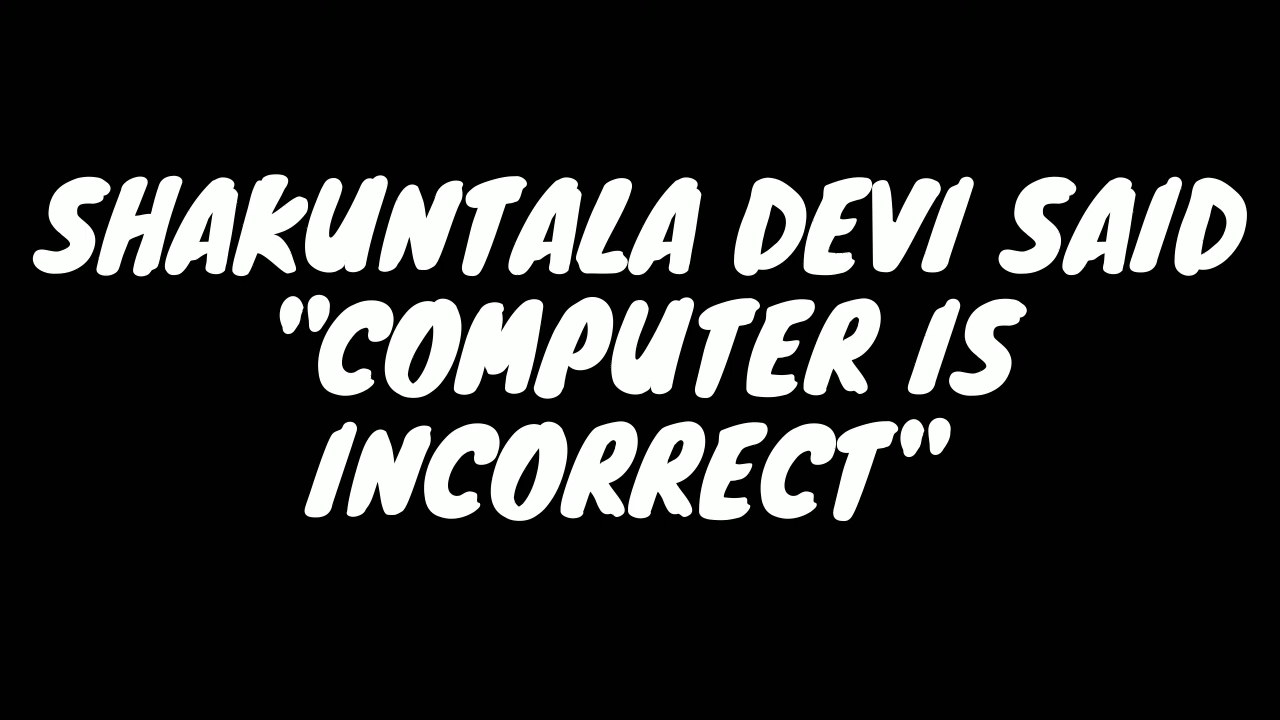 SHAKUNTALA DEVI SAID
"COMPUTER IS
INCORRECT"